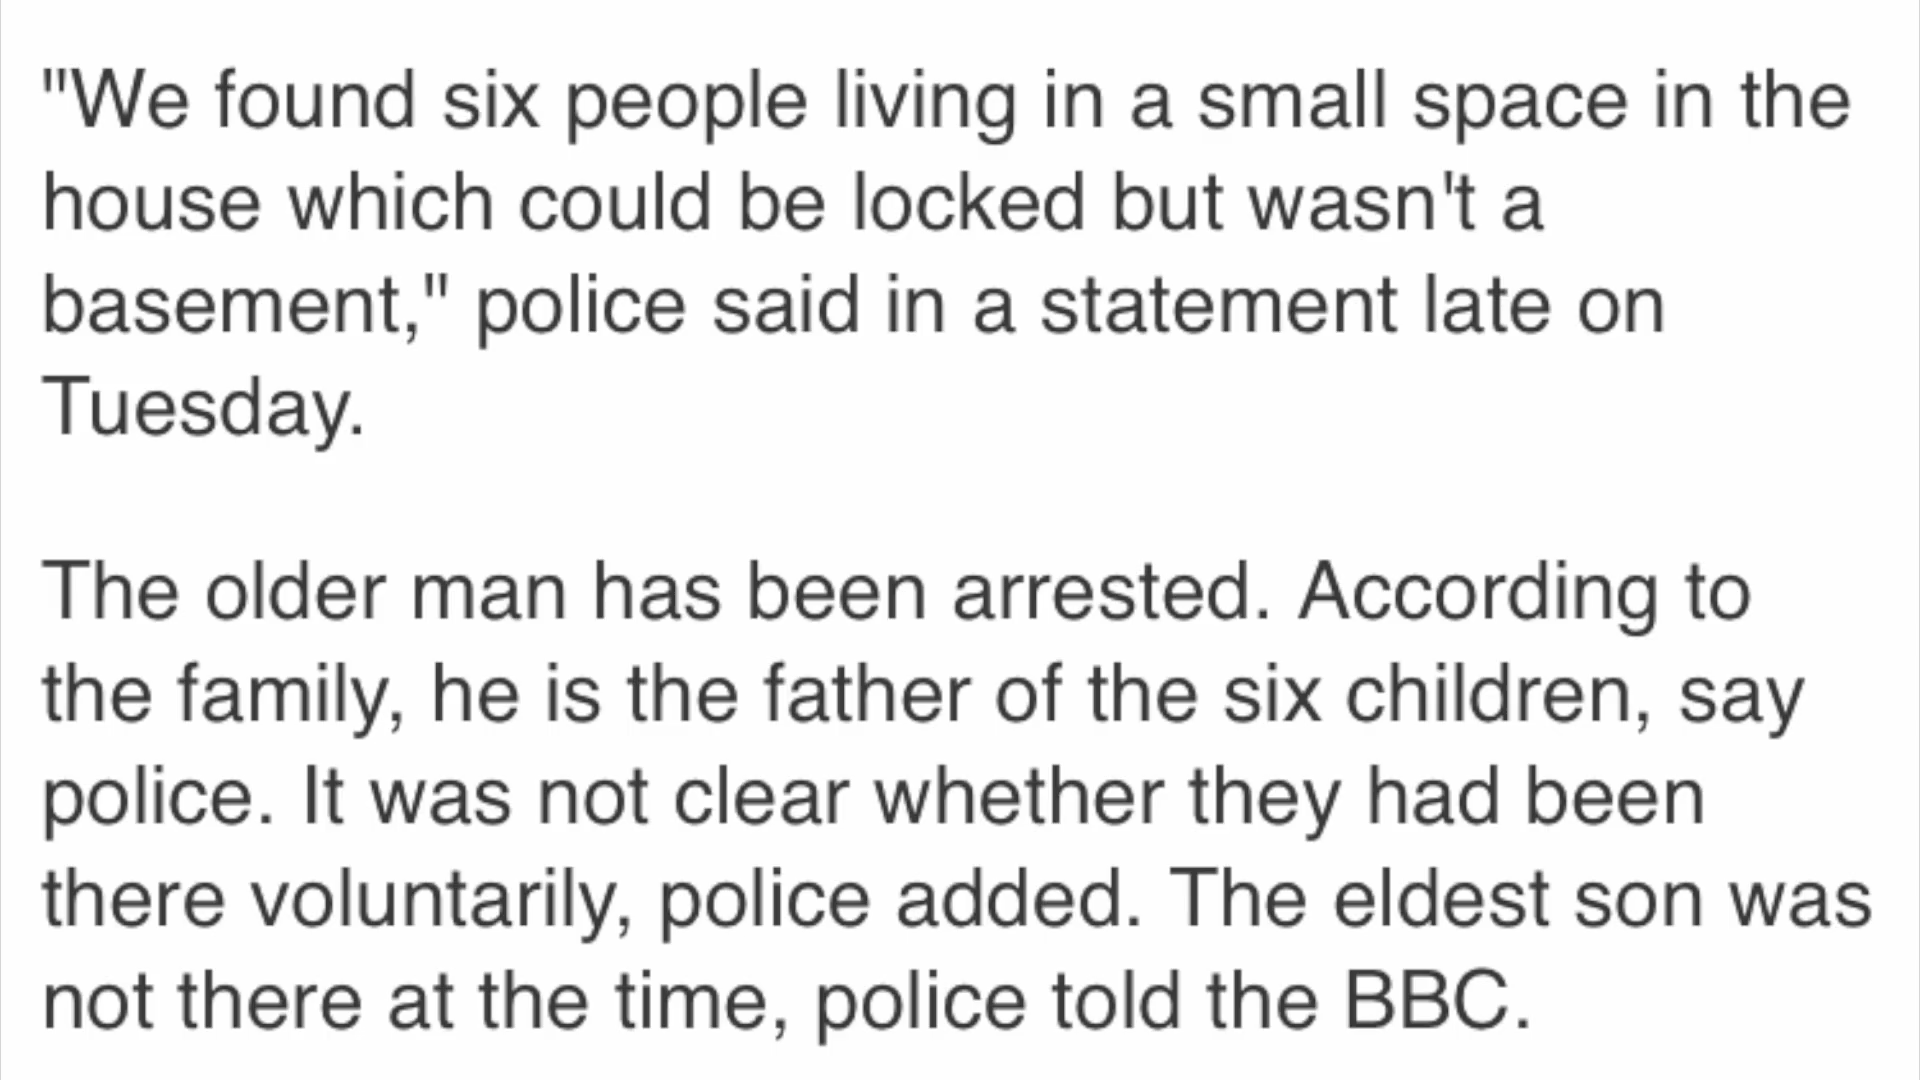 "We found six people living in a small space in the
house which could be locked but wasn't a
basement," police said in a statement late on
Tuesday.
The older man has been arrested. According to
the family, he is the father of the six children, say
police. It was not clear whether they had been
there voluntarily, police added. The eldest son was
not there at the time, police told the BBC.